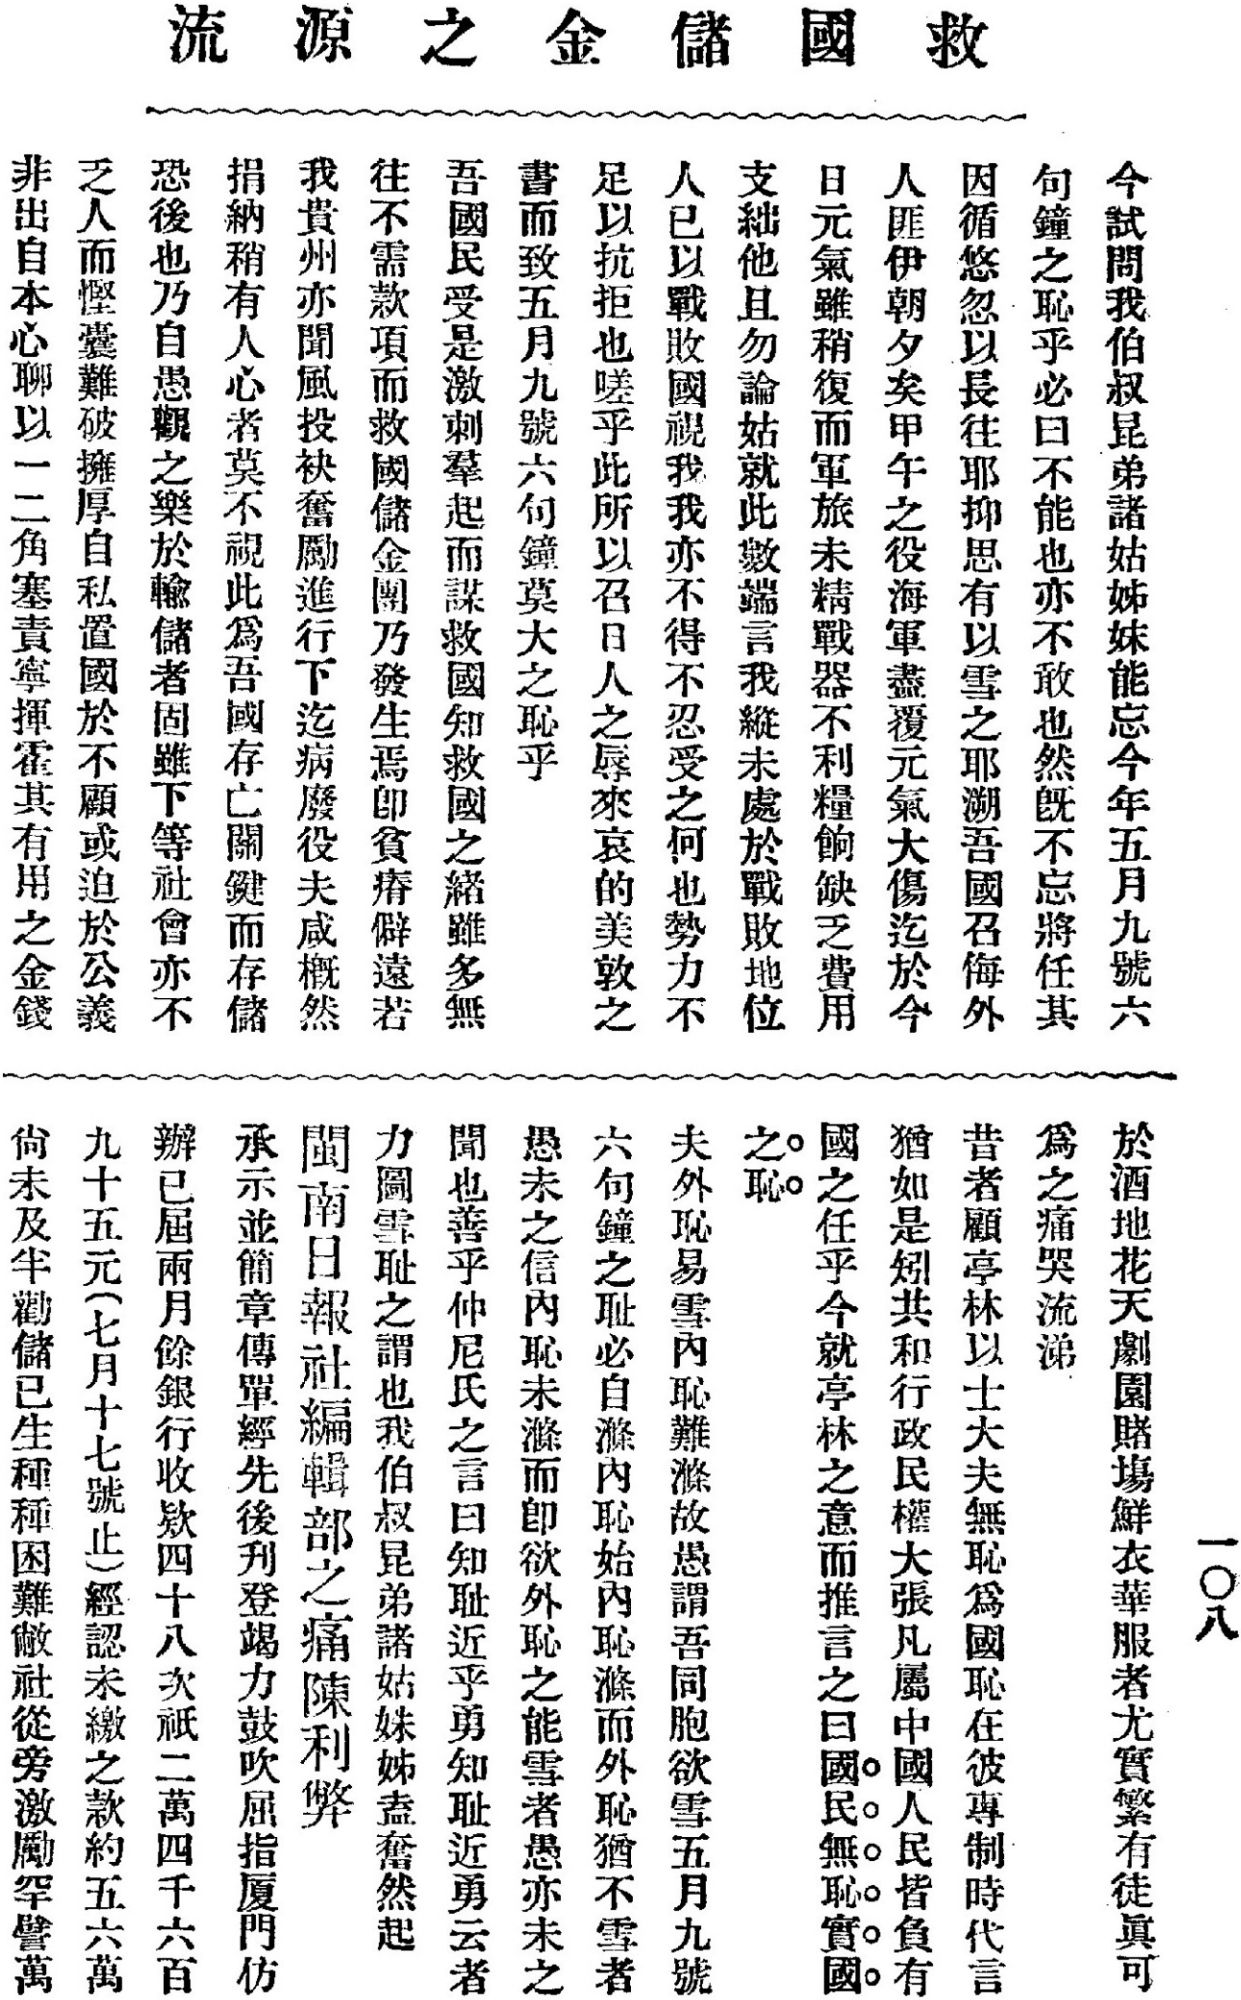 救國儲金之源流
今試問我伯叔昆弟諸姑姊妹能忘今年五月九號六
句鐘之恥乎必曰不能也亦不敢也然旣不忘將任其
因循悠忽以長往耶抑思有以雪之耶溯吾國召侮外
人匪伊朝夕矣甲午之役海軍盡覆元氣大傷迄於今
日元氣雖稍復而軍旅未精戰器不利糧餉缺乏費用
支絀他且勿論姑就此數端言我縱未處於戰敗地位
人已以戰敗國視我我亦不得不忍受之何也勢力不
足以抗拒也嗟乎此所以召日人之辱來哀的美敦之
書而致五月九號六句鐘莫大之恥乎
吾國民受是激刺羣起而謀救國知救國之緒雖多無
往不需款項而救國儲金團乃發生焉卽貧瘠僻遠若
我貴州亦聞風投袂奮勵進行下迄病廢役夫咸槪然
捐納稍有人心者莫不視此爲吾國存亡關鍵而存儲
恐後也乃自愚觀之樂於輸儲者固雖下等社會亦不
乏人而慳囊難破擁厚自私置國於不顧或迫於公義
非出自本心聊以一二角塞責寧揮霍其有用之金錢
於酒地花天劇園賭塲鮮衣華服者尤實繁有徒眞可
爲之痛哭流涕
昔者顧亭林以士大夫無恥爲國恥在彼專制時代言
猶如是矧共和行政民權大張凡屬中國人民皆負有
國之任乎今就亭林之意而推言之曰國民無恥實國
之恥
夫外恥易雪內恥難滌故愚謂吾同胞欲雪五月九號
六句鐘之耻必自滌內恥始內恥滌而外恥猶不雪者
愚未之信內恥未滌而卽欲外恥之能雪者愚亦未之
聞也善乎仲尼氏之言曰知耻近乎勇知耻近勇云者
力圖雪耻之謂也我伯叔昆弟諸姑姝姊盍奮然起
閩南日報社編輯部之痛陳利弊
承示並簡章傳單經先後刋登竭力鼓吹屈指厦門仿
辦已屆兩月餘銀行收欵四十八次祇二萬四千六百
九十五元(七月十七號止)經認未繳之款約五六萬
尙未及半勸儲已生種種困難敝社從旁激勵罕譬萬
一〇八